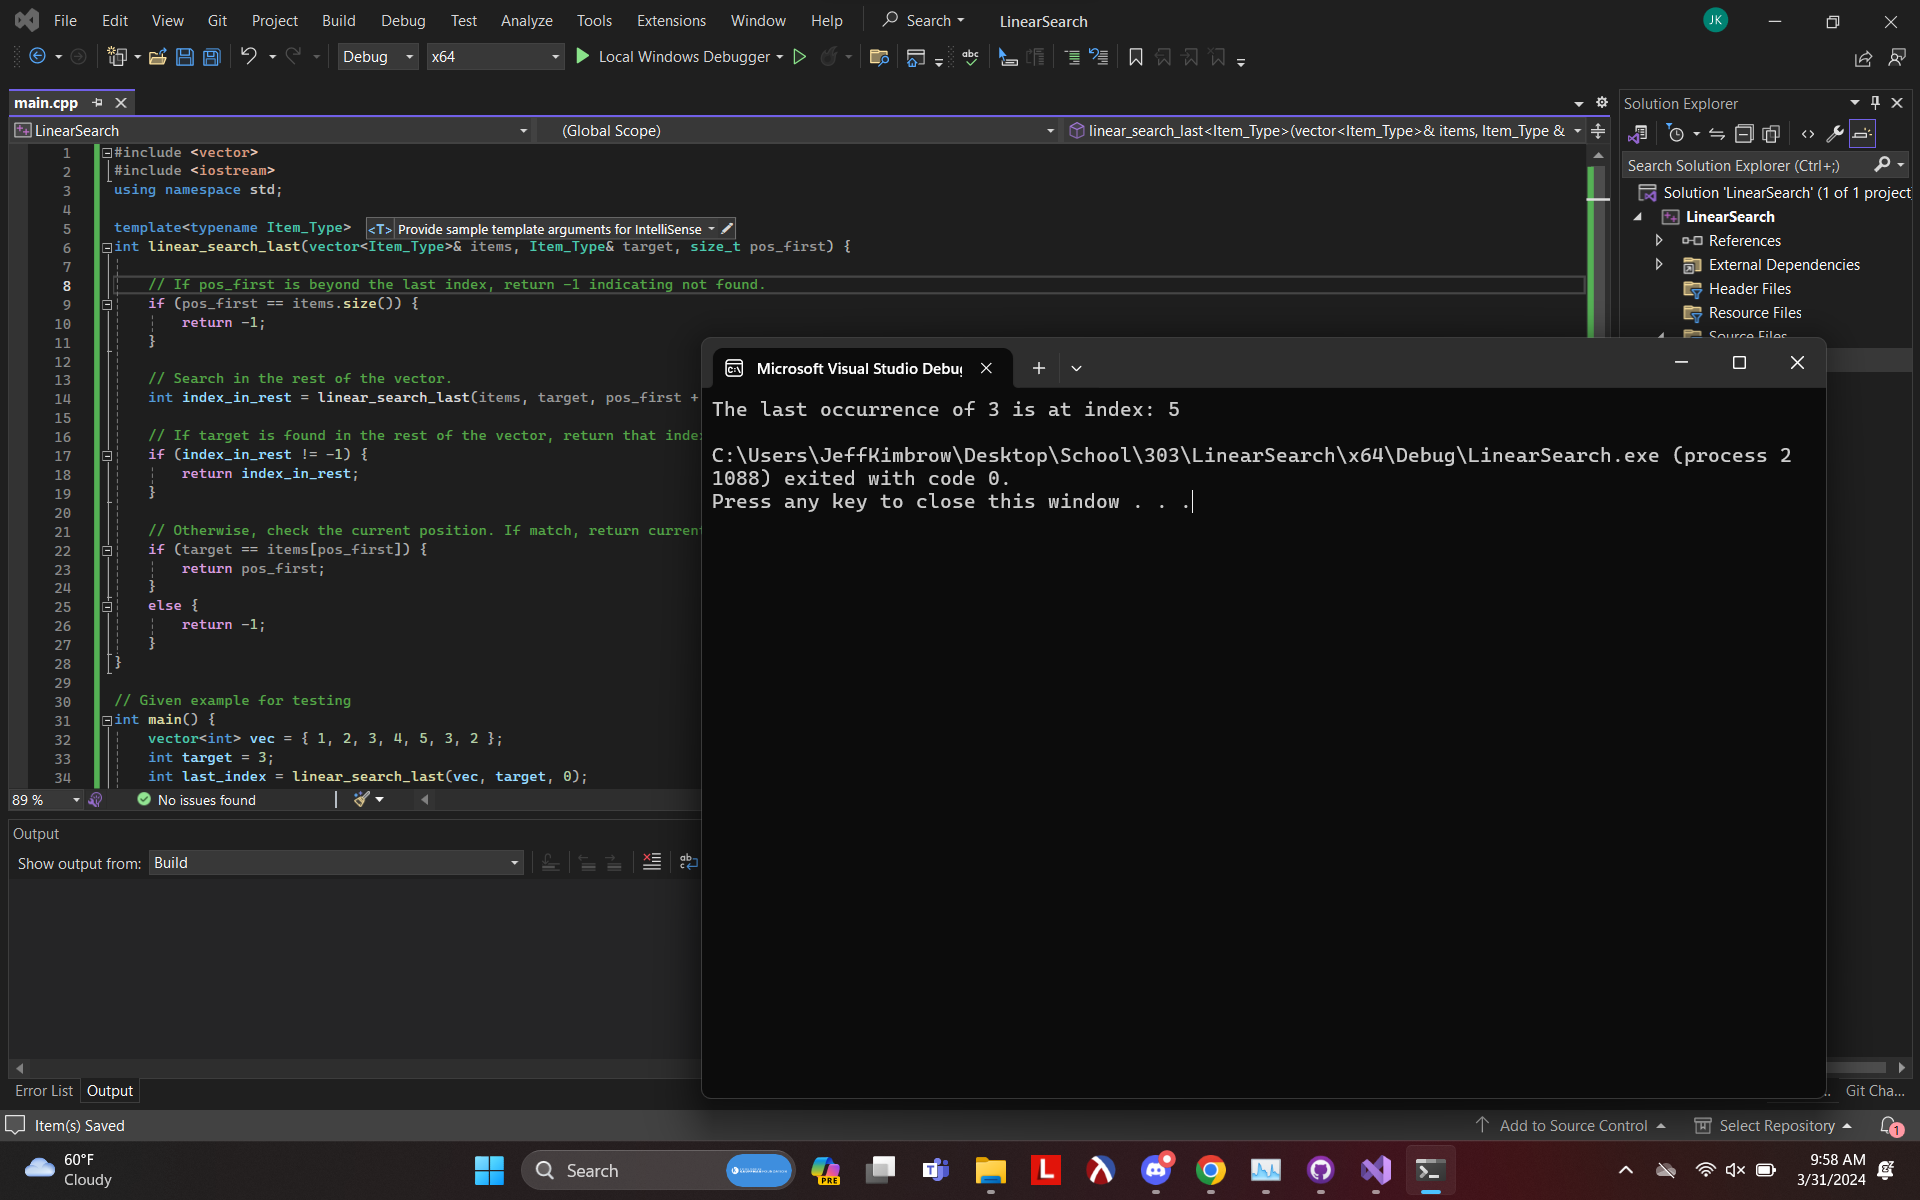 File Edit View Git Project Build Debug Test Analyze Tools Extensions Window Help Search LinearSearch JK
Debug x64 Local Windows Debugger
main.cpp
LinearSearch (Global Scope) linear_search_last<Item_Type>(vector<Item_Type>& items, Item_Type &
1 #include <vector>
2 #include <iostream>
3 using namespace std;
4
5 template<typename Item_Type> <T> Provide sample template arguments for IntelliSense
6 int linear_search_last(vector<Item_Type>& items, Item_Type& target, size_t pos_first) {
7
8 // If pos_first is beyond the last index, return -1 indicating not found.
9 if (pos_first == items.size()) {
10 return -1;
11 }
12
13 // Search in the rest of the vector.
14 int index_in_rest = linear_search_last(items, target, pos_first +
15
16 // If target is found in the rest of the vector, return that inde
17 if (index_in_rest != -1) {
18 return index_in_rest;
19 }
20
21 // Otherwise, check the current position. If match, return curren
22 if (target == items[pos_first]) {
23 return pos_first;
24 }
25 else {
26 return -1;
27 }
28 }
29
30 // Given example for testing
31 int main() {
32 vector<int> vec = { 1, 2, 3, 4, 5, 3, 2 };
33 int target = 3;
34 int last_index = linear_search_last(vec, target, 0);
89 % No issues found
Output
Show output from: Build
Error List Output
Solution Explorer
Search Solution Explorer (Ctrl+;)
Solution 'LinearSearch' (1 of 1 project
LinearSearch
References
External Dependencies
Header Files
Resource Files
Source Files
Microsoft Visual Studio Debug
The last occurrence of 3 is at index: 5
C:\Users\JeffKimbrow\Desktop\School\303\LinearSearch\x64\Debug\LinearSearch.exe (process 2
1088) exited with code 0.
Press any key to close this window . . .
Git Cha...
Item(s) Saved Add to Source Control Select Repository 1
60°F
Cloudy
Search
PRE
9:58 AM
3/31/2024